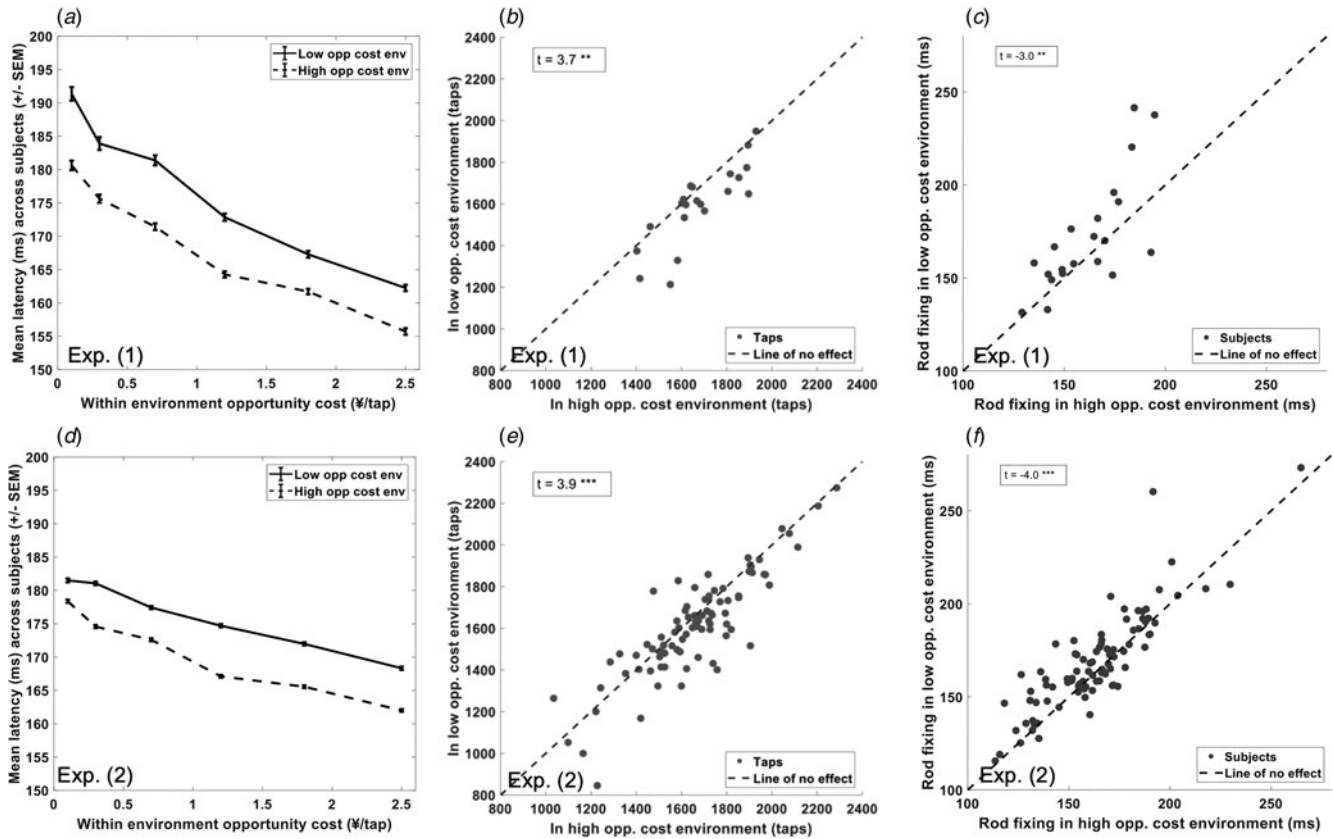 (a)
Mean latency (ms) across subjects (+/- SEM)
200
195
190
185
180
175
170
165
160
155
150
Low opp cost env
High opp cost env
Exp. (1)
0 0.5 1 1.5 2 2.5
Within environment opportunity cost (¥/tap)
(b)
In low opp. cost environment (taps)
2400
2200
2000
1800
1600
1400
1200
1000
800
t = 3.7 **
Taps
Line of no effect
Exp. (1)
800 1000 1200 1400 1600 1800 2000 2200 2400
In high opp. cost environment (taps)
(c)
Rod fixing in low opp. cost environment (ms)
250
200
150
100
t = -3.0 **
Subjects
Line of no effect
Exp. (1)
100 150 200 250
Rod fixing in high opp. cost environment (ms)
(d)
Mean latency (ms) across subjects (+/- SEM)
200
195
190
185
180
175
170
165
160
155
150
Low opp cost env
High opp cost env
Exp. (2)
0 0.5 1 1.5 2 2.5
Within environment opportunity cost (¥/tap)
(e)
In low opp. cost environment (taps)
2400
2200
2000
1800
1600
1400
1200
1000
800
t = 3.9 ***
Taps
Line of no effect
Exp. (2)
800 1000 1200 1400 1600 1800 2000 2200 2400
In high opp. cost environment (taps)
(f)
Rod fixing in low opp. cost environment (ms)
250
200
150
100
t = -4.0 ***
Subjects
Line of no effect
Exp. (2)
100 150 200 250
Rod fixing in high opp. cost environment (ms)